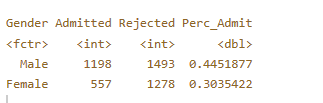 Gender Admitted Rejected Perc_Admit
<fctr> <int> <int> <dbl>
Male 1198 1493 0.4451877
Female 557 1278 0.3035422